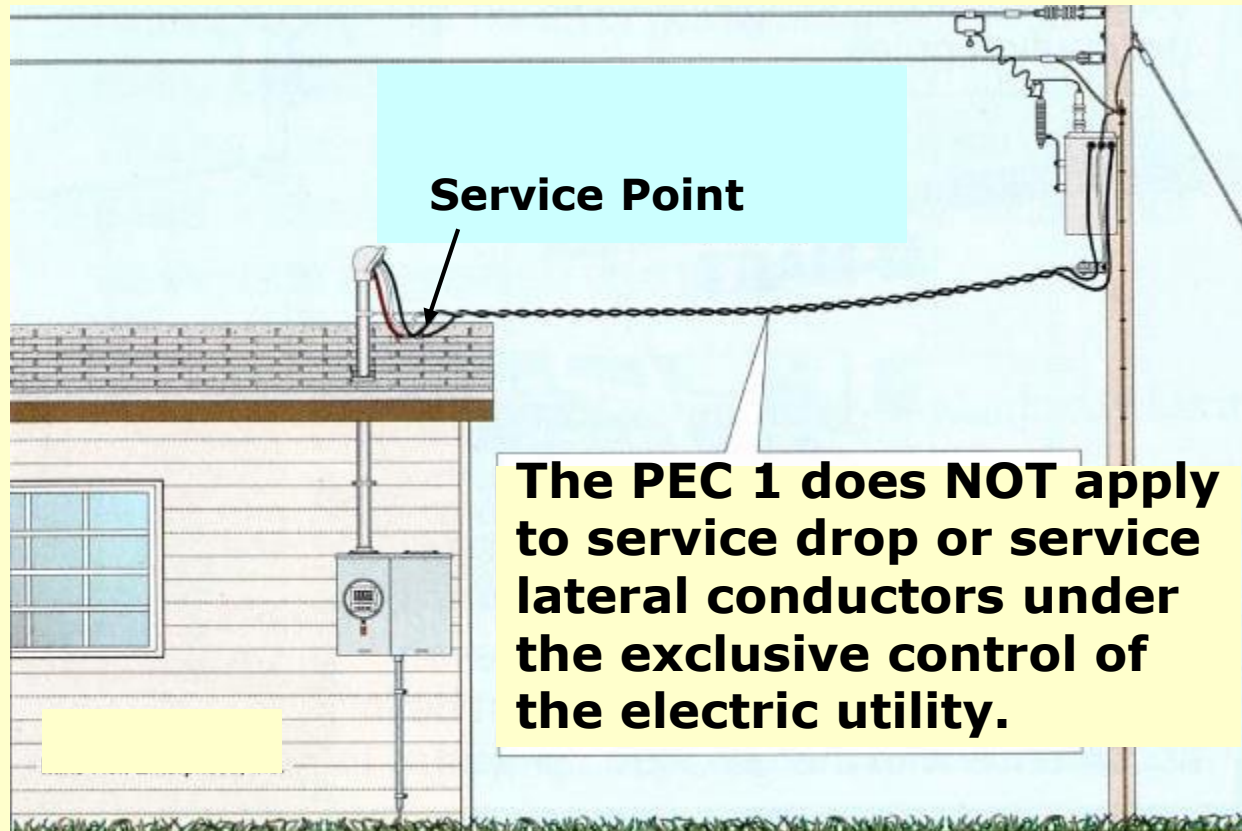 Service Point
The PEC 1 does NOT apply
to service drop or service
lateral conductors under
the exclusive control of
the electric utility.